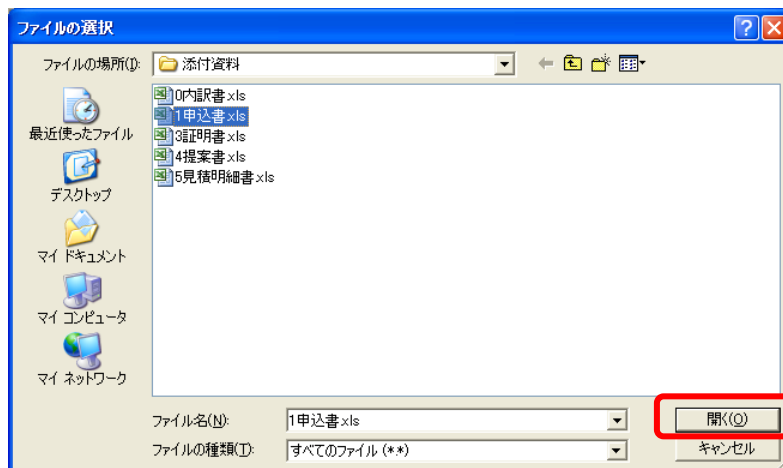 ファイルの選択
ファイルの場所(I):
添付資料
0内訳書.xls
1申込書.xls
3証明書.xls
4提案書.xls
5見積明細書.xls
最近使ったファイル
デスクトップ
マイ ドキュメント
マイ コンピュータ
マイ ネットワーク
ファイル名(N):
1申込書.xls
開く(O)
ファイルの種類(T):
すべてのファイル (*.*)
キャンセル